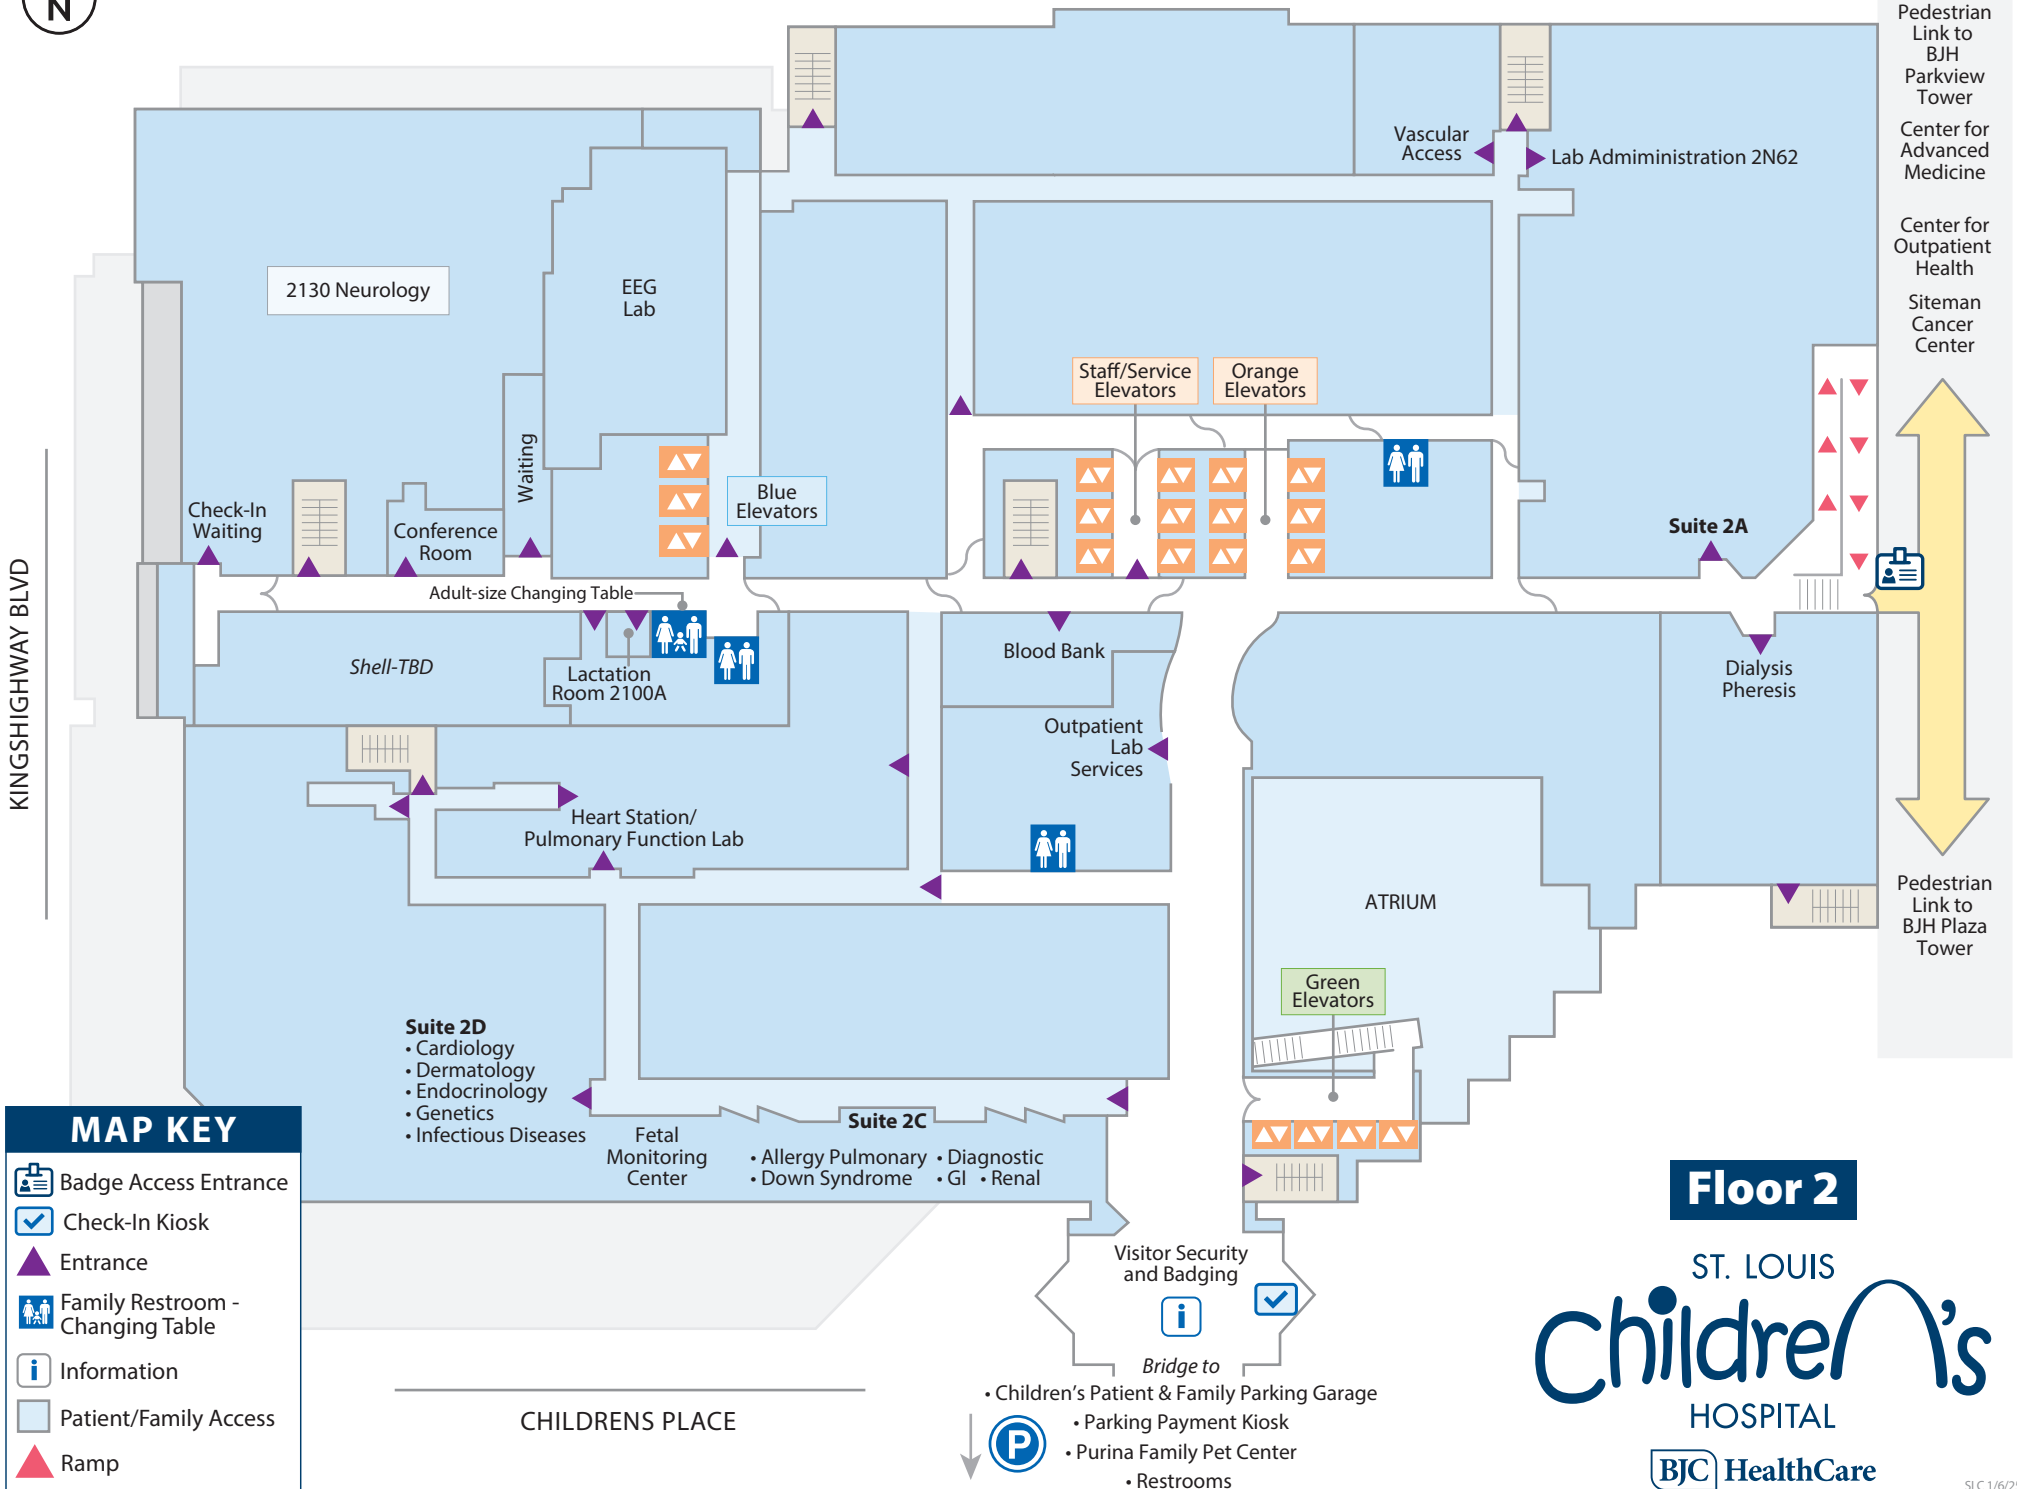 N
Pedestrian
Link to
BJH
Parkview
Tower
Center for
Advanced
Medicine
Center for
Outpatient
Health
Siteman
Cancer
Center
Vascular
Access
Lab Admiministration 2N62
2130 Neurology
EEG
Lab
Staff/Service
Elevators
Orange
Elevators
Waiting
Blue
Elevators
Check-In
Waiting
Conference
Room
Suite 2A
Adult-size Changing Table
KINGSHIGHWAY BLVD
Shell-TBD
Lactation
Room 2100A
Blood Bank
Dialysis
Pheresis
Outpatient
Lab
Services
Heart Station/
Pulmonary Function Lab
ATRIUM
Pedestrian
Link to
BJH Plaza
Tower
Green
Elevators
Suite 2D
• Cardiology
• Dermatology
• Endocrinology
• Genetics
• Infectious Diseases
Fetal
Monitoring
Center
Suite 2C
• Allergy Pulmonary • Diagnostic
• Down Syndrome • GI • Renal
MAP KEY
Badge Access Entrance
Check-In Kiosk
Entrance
Family Restroom -
Changing Table
i Information
Patient/Family Access
Ramp
Visitor Security
and Badging
i
Bridge to
• Children's Patient & Family Parking Garage
• Parking Payment Kiosk
P
• Purina Family Pet Center
• Restrooms
CHILDRENS PLACE
Floor 2
ST. LOUIS
Children's
HOSPITAL
BJC HealthCare